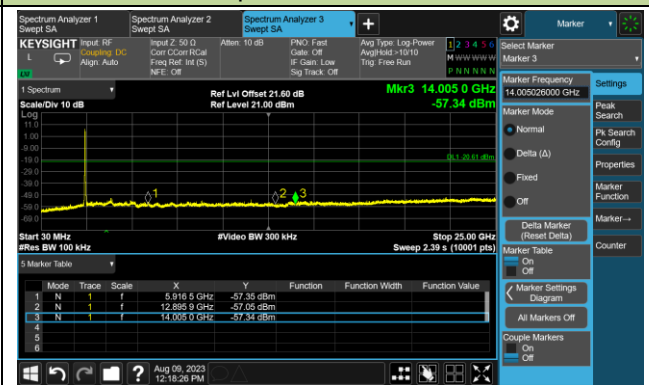 Spectrum Analyzer 1
Swept SA
Spectrum Analyzer 2
Swept SA
Spectrum Analyzer 3
Swept SA
+
Marker
KEYSIGHT
L
LW
Input: RF
Coupling: DC
Align: Auto
Input Z: 50 Ω
Corr CCorr RCal
Freq Ref: Int (S)
NFE: Off
Atten: 10 dB
PNO: Fast
Gate: Off
IF Gain: Low
Sig Track: Off
Avg Type: Log-Power
Avg|Hold:>10/10
Trig: Free Run
1 2 3 4 5 6
M W W W W W
P N N N N N
Select Marker
Marker 3
Marker Frequency
14.005026000 GHz
Marker Mode
Normal
Delta (Δ)
Fixed
Off
Delta Marker
(Reset Delta)
Marker Table
On
Off
Marker Settings
Diagram
All Markers Off
Couple Markers
On
Off
Settings
Peak
Search
Pk Search
Config
Properties
Marker
Function
Marker→
Counter
1 Spectrum
Scale/Div 10 dB
Log
Ref Lvl Offset 21.60 dB
Ref Level 21.00 dBm
Mkr3 14.005 0 GHz
-57.34 dBm
11.0
1.00
-9.00
-19.0
-29.0
-39.0
-49.0
-59.0
-69.0
DL1 -20.61 dBm
1
2
3
Start 30 MHz
#Res BW 100 kHz
#Video BW 300 kHz
Stop 25.00 GHz
Sweep 2.39 s (10001 pts)
5 Marker Table
Mode Trace Scale X Y Function Function Width Function Value
1 N 1 f 5.916 5 GHz -57.35 dBm
2 N 1 f 12.895 9 GHz -57.05 dBm
3 N 1 f 14.005 0 GHz -57.34 dBm
4
5
6
?
Aug 09, 2023
12:18:26 PM